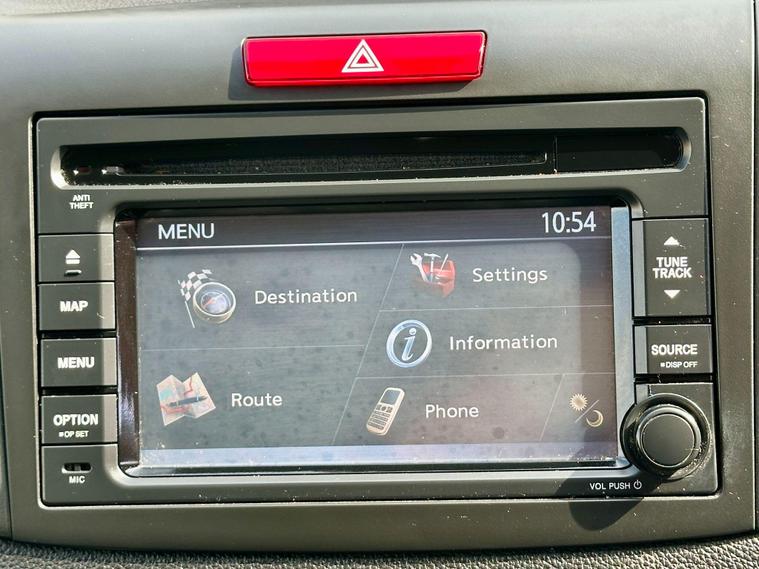 ANTI
THEFT
MENU
10:54
MAP
MENU
OPTION
OP SET
MIC
Destination
Settings
Information
Route
Phone
TUNE
TRACK
SOURCE
DISP OFF
VOL PUSH